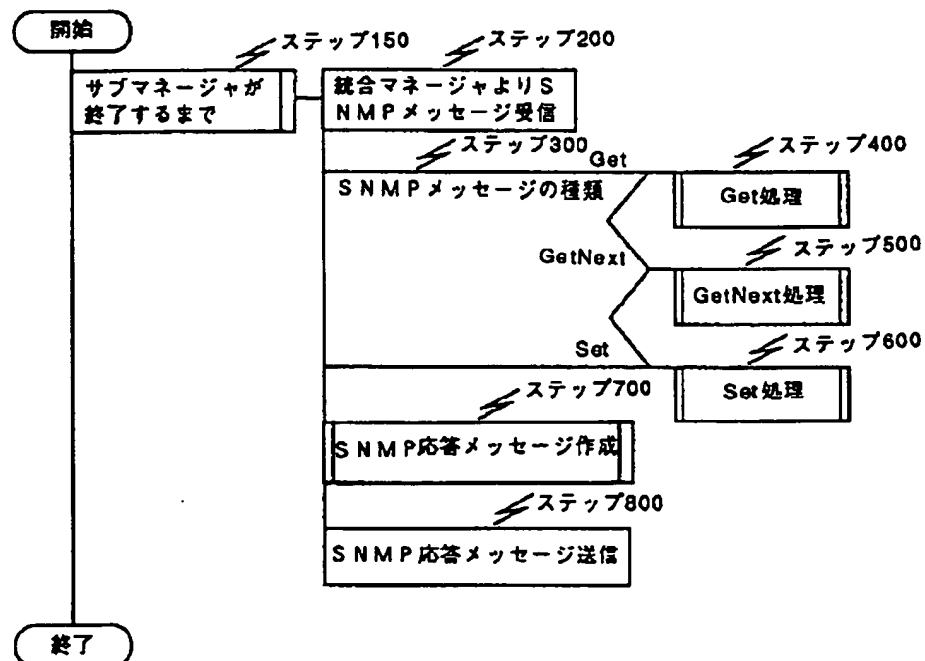 開始
ステップ150
サブマネージャが
終了するまで
ステップ200
統合マネージャよりS
NMPメッセージ受信
ステップ300
SNMPメッセージの種類
Get
ステップ400
Get処理
GetNext
ステップ500
GetNext処理
Set
ステップ600
Set処理
ステップ700
SNMP応答メッセージ作成
ステップ800
SNMP応答メッセージ送信
終了